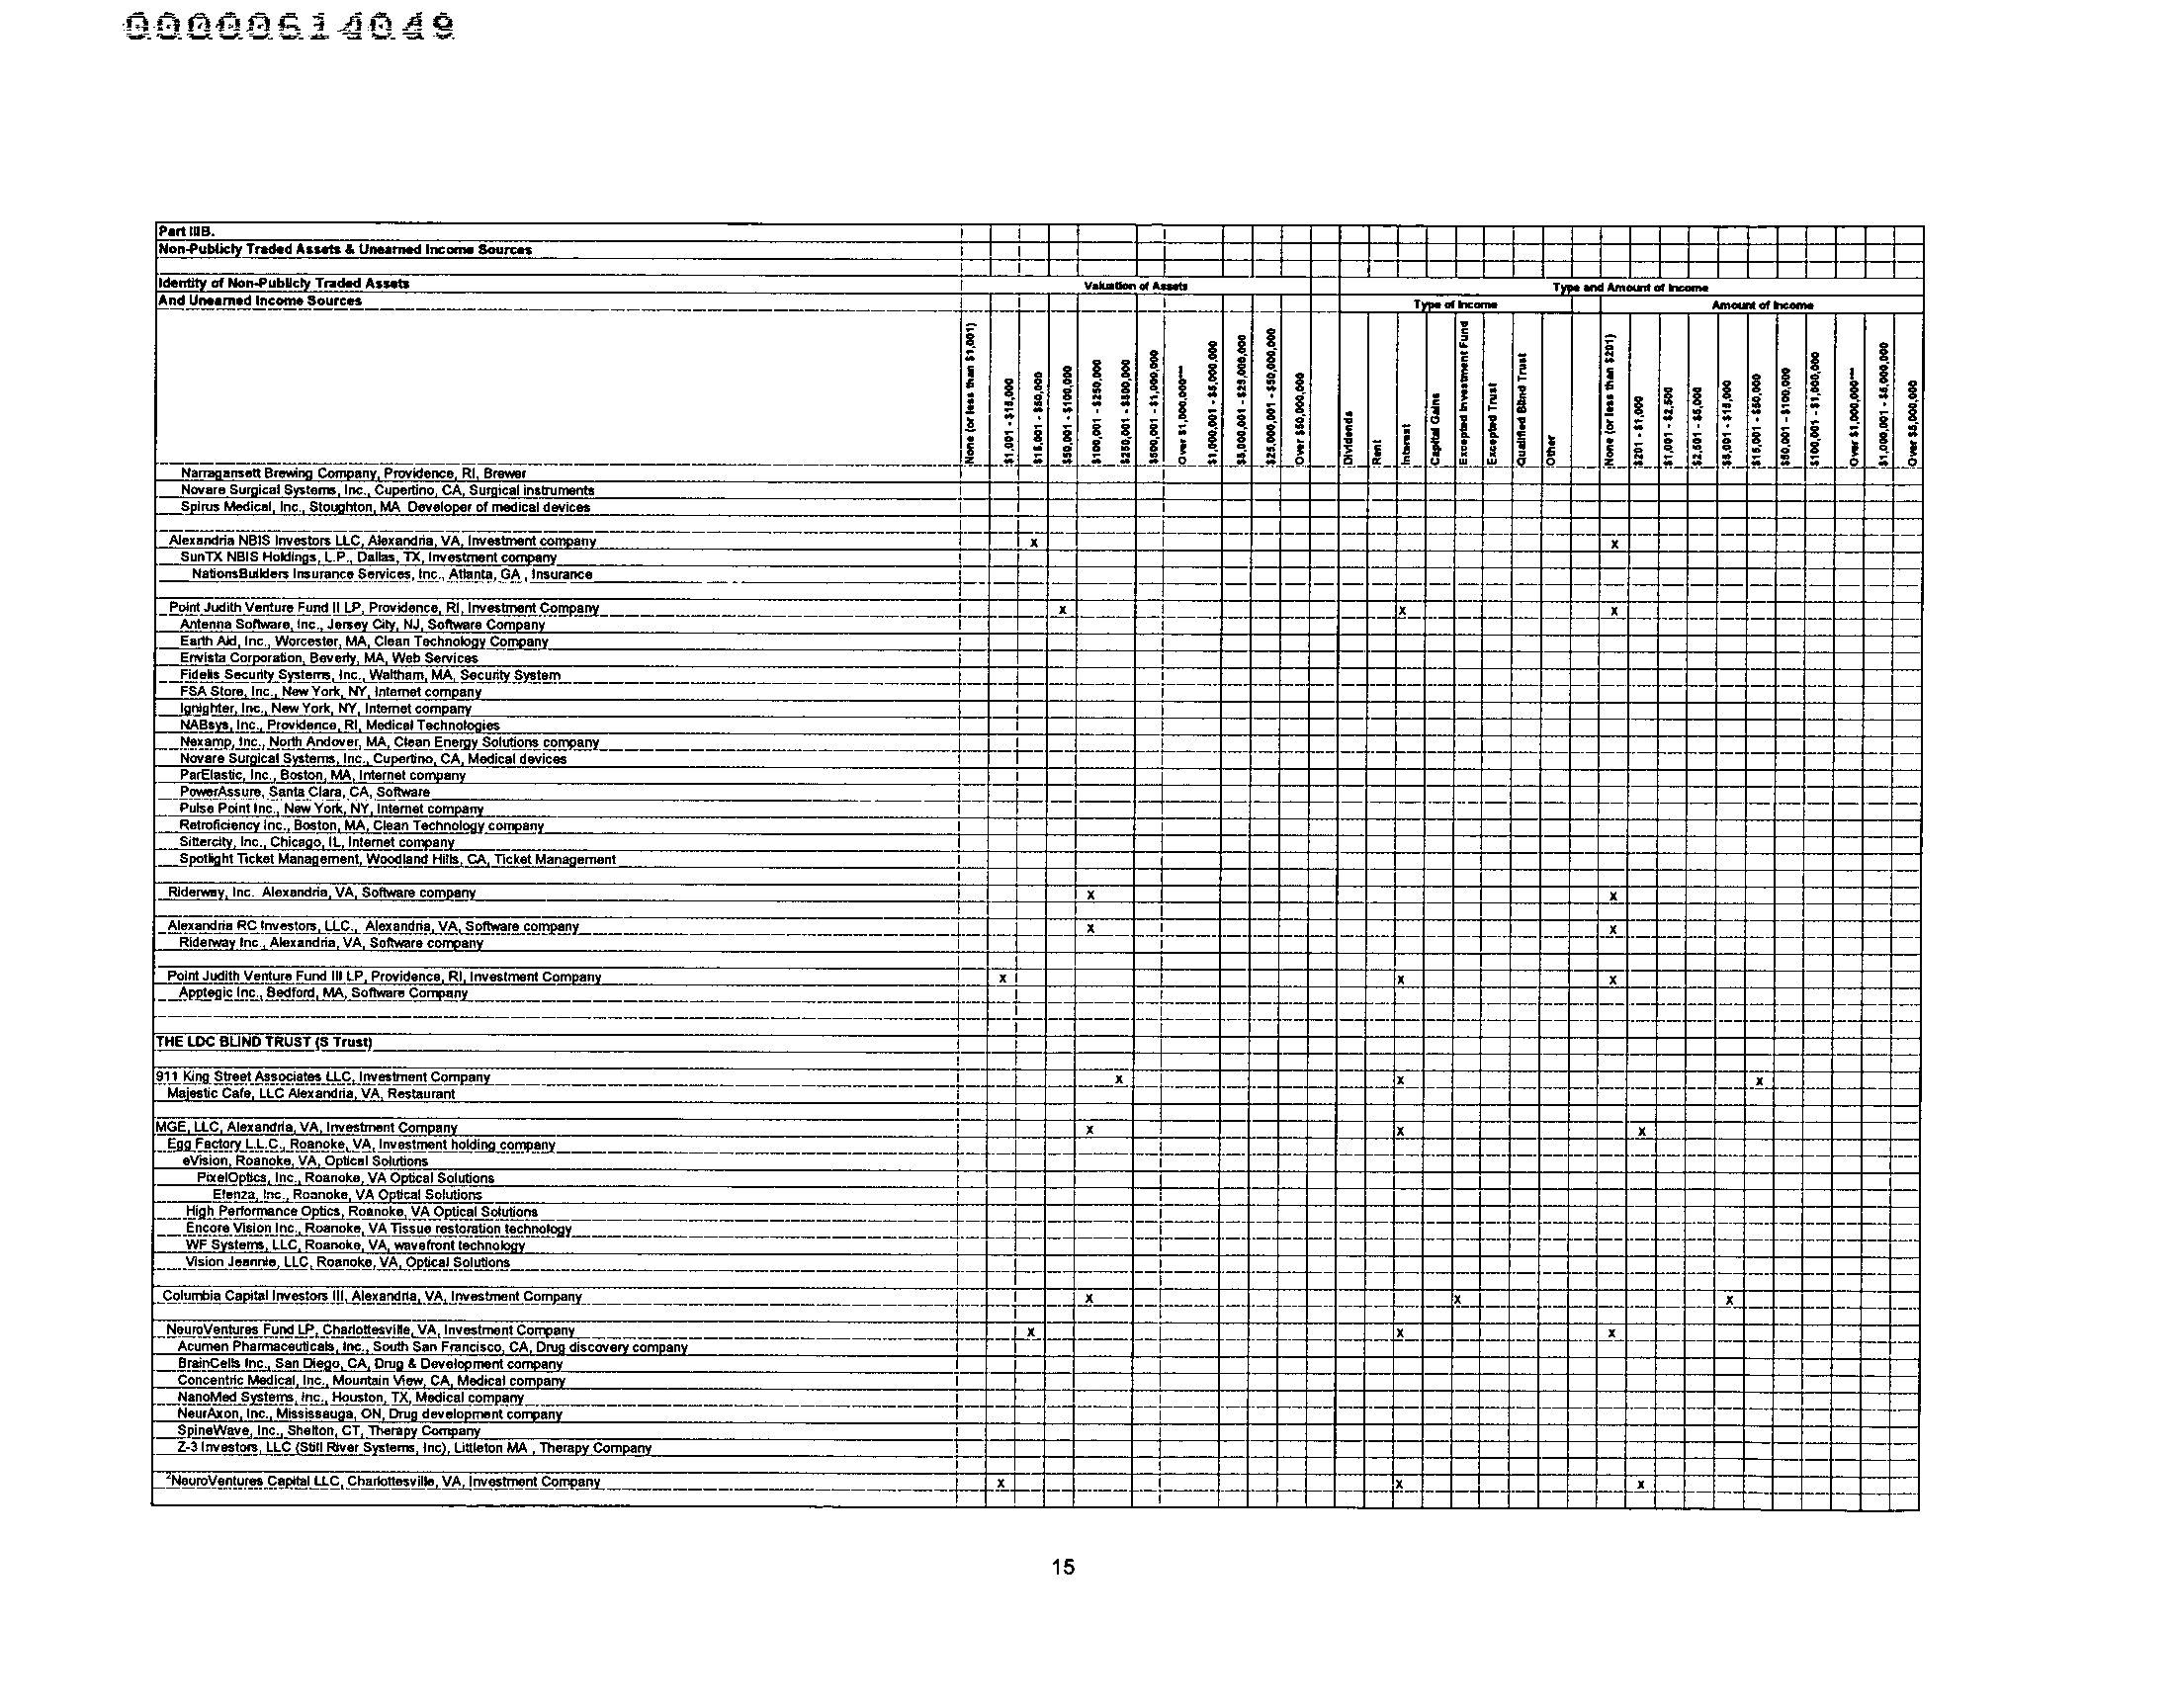 00000614049
Part IIIB.
Non-Publicly Traded Assets & Unearned Income Sources
Identity of Non-Publicly Traded Assets
Valuation of Assets
Type and Amount of Income
And Unearned Income Sources
Type of Income
Amount of Income
None (or less than $1,001)
$1,001 - $15,000
$15,001 - $50,000
$50,001 - $100,000
$100,001 - $250,000
$250,001 - $500,000
$500,001 - $1,000,000
Over $1,000,000***
$1,000,001 - $5,000,000
$5,000,001 - $25,000,000
$25,000,001 - $50,000,000
Over $50,000,000
Dividends
Rent
Interest
Capital Gains
Excepted Investment Fund
Excepted Trust
Qualified Blind Trust
Other
None (or less than $201)
$201 - $1,000
$1,001 - $2,500
$2,501 - $5,000
$5,001 - $15,000
$15,001 - $50,000
$50,001 - $100,000
$100,001 - $1,000,000
Over $1,000,000***
$1,000,001 - $5,000,000
Over $5,000,000
Narragansett Brewing Company, Providence, RI, Brewer
Novare Surgical Systems, Inc., Cupertino, CA, Surgical instruments
Spirus Medical, Inc., Stoughton, MA Developer of medical devices
Alexandria NBIS Investors LLC, Alexandria, VA, Investment company x x
SunTX NBIS Holdings, L.P., Dallas, TX, Investment company
NationsBuilders Insurance Services, Inc., Atlanta, GA , Insurance
Point Judith Venture Fund II LP, Providence, RI, Investment Company x x x
Antenna Software, Inc., Jersey City, NJ, Software Company
Earth Aid, Inc., Worcester, MA, Clean Technology Company
Envista Corporation, Beverly, MA, Web Services
Fidelis Security Systems, Inc., Waltham, MA, Security System
FSA Store, Inc., New York, NY, Internet company
Ignighter, Inc., New York, NY, Internet company
NABsys, Inc., Providence, RI, Medical Technologies
Nexamp, Inc., North Andover, MA, Clean Energy Solutions company
Novare Surgical Systems, Inc., Cupertino, CA, Medical devices
ParElastic, Inc., Boston, MA, Internet company
PowerAssure, Santa Clara, CA, Software
Pulse Point Inc., New York, NY, Internet company
Retroficiency Inc., Boston, MA, Clean Technology company
Sittercity, Inc., Chicago, IL, Internet company
Spotlight Ticket Management, Woodland Hills, CA, Ticket Management
Riderway, Inc. Alexandria, VA, Software company x x
Alexandria RC Investors, LLC., Alexandria, VA, Software company x x
Riderway Inc., Alexandria, VA, Software company
Point Judith Venture Fund III LP, Providence, RI, Investment Company x x x
Apptegic Inc., Bedford, MA, Software Company
THE LDC BLIND TRUST (S Trust)
911 King Street Associates LLC, Investment Company x x x
Majestic Cafe, LLC Alexandria, VA, Restaurant
MGE, LLC, Alexandria, VA, Investment Company x x x
Egg Factory L.L.C., Roanoke, VA, Investment holding company
eVision, Roanoke, VA, Optical Solutions
PixelOptics, Inc., Roanoke, VA Optical Solutions
Etenza, Inc., Roanoke, VA Optical Solutions
High Performance Optics, Roanoke, VA Optical Solutions
Encore Vision Inc., Roanoke, VA Tissue restoration technology
WF Systems, LLC, Roanoke, VA, wavefront technology
Vision Jeannie, LLC, Roanoke, VA, Optical Solutions
Columbia Capital Investors III, Alexandria, VA, Investment Company x x x
NeuroVentures Fund LP, Charlottesville, VA, Investment Company x x x
Acumen Pharmaceuticals, Inc., South San Francisco, CA, Drug discovery company
BrainCells Inc., San Diego, CA, Drug & Development company
Concentric Medical, Inc., Mountain View, CA, Medical company
NanoMed Systems, Inc., Houston, TX, Medical company
NeurAxon, Inc., Mississauga, ON, Drug development company
SpineWave, Inc., Shelton, CT, Therapy Company
Z-3 Investors, LLC (Still River Systems, Inc), Littleton MA , Therapy Company
²NeuroVentures Capital LLC, Charlottesville, VA, Investment Company x x x
15